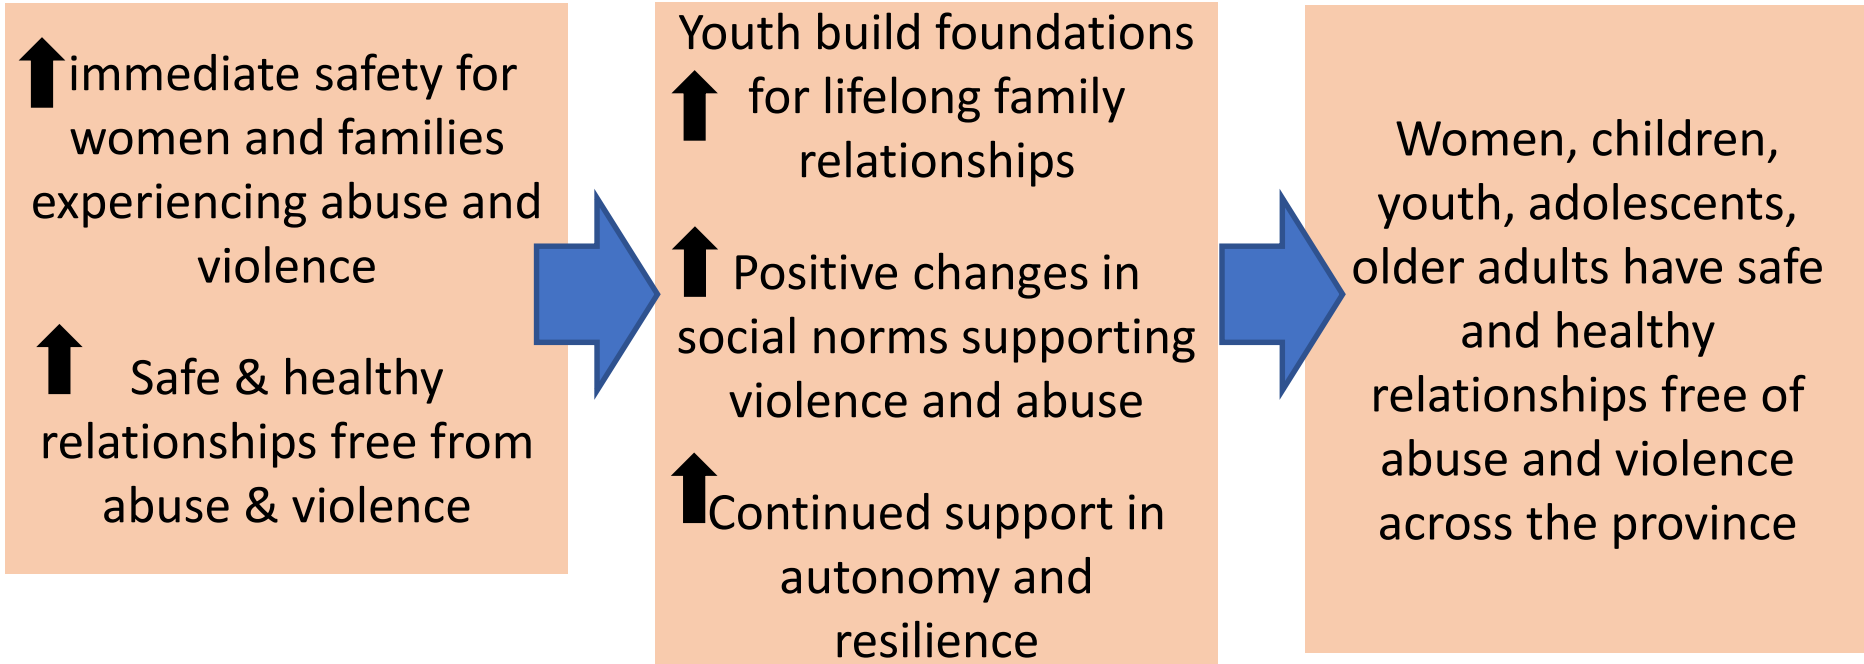 immediate safety for
women and families
experiencing abuse and
violence
Safe & healthy
relationships free from
abuse & violence
Youth build foundations
for lifelong family
relationships
Positive changes in
social norms supporting
violence and abuse
Continued support in
autonomy and
resilience
Women, children,
youth, adolescents,
older adults have safe
and healthy
relationships free of
abuse and violence
across the province